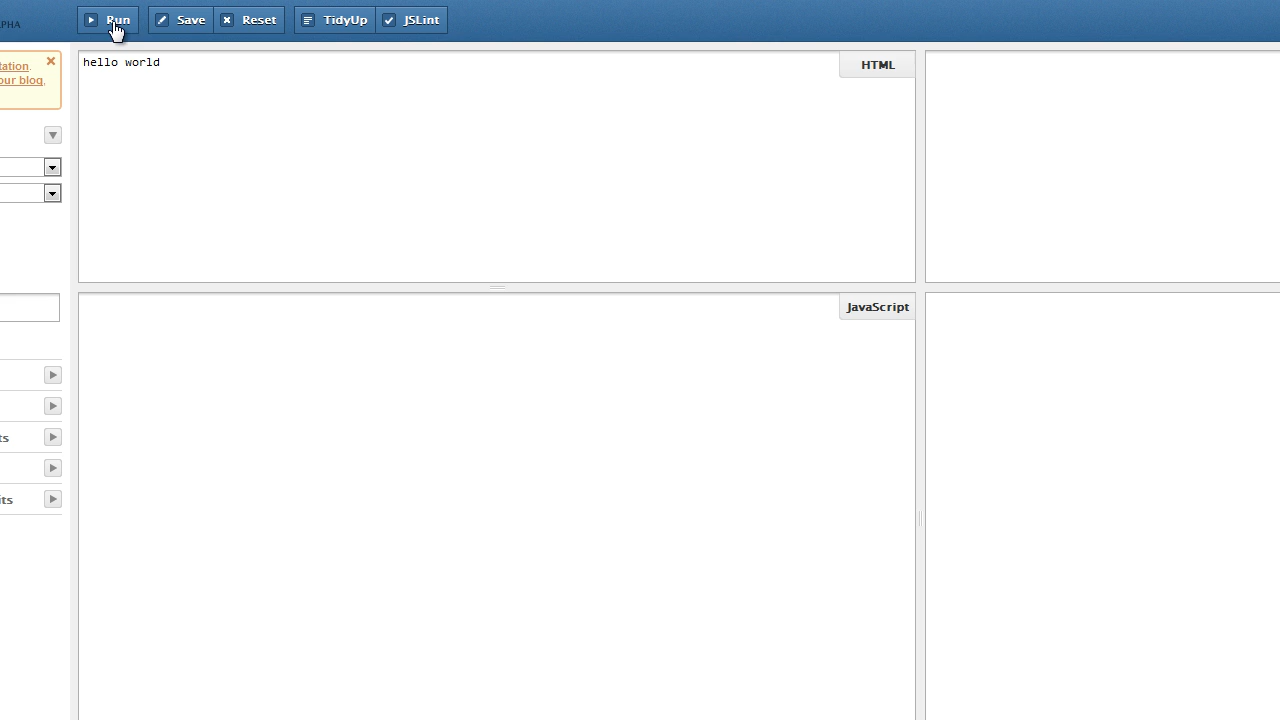 PHA
Run
Save
Reset
TidyUp
JSLint
tation.
our blog,
hello world
HTML
JavaScript
ts
its